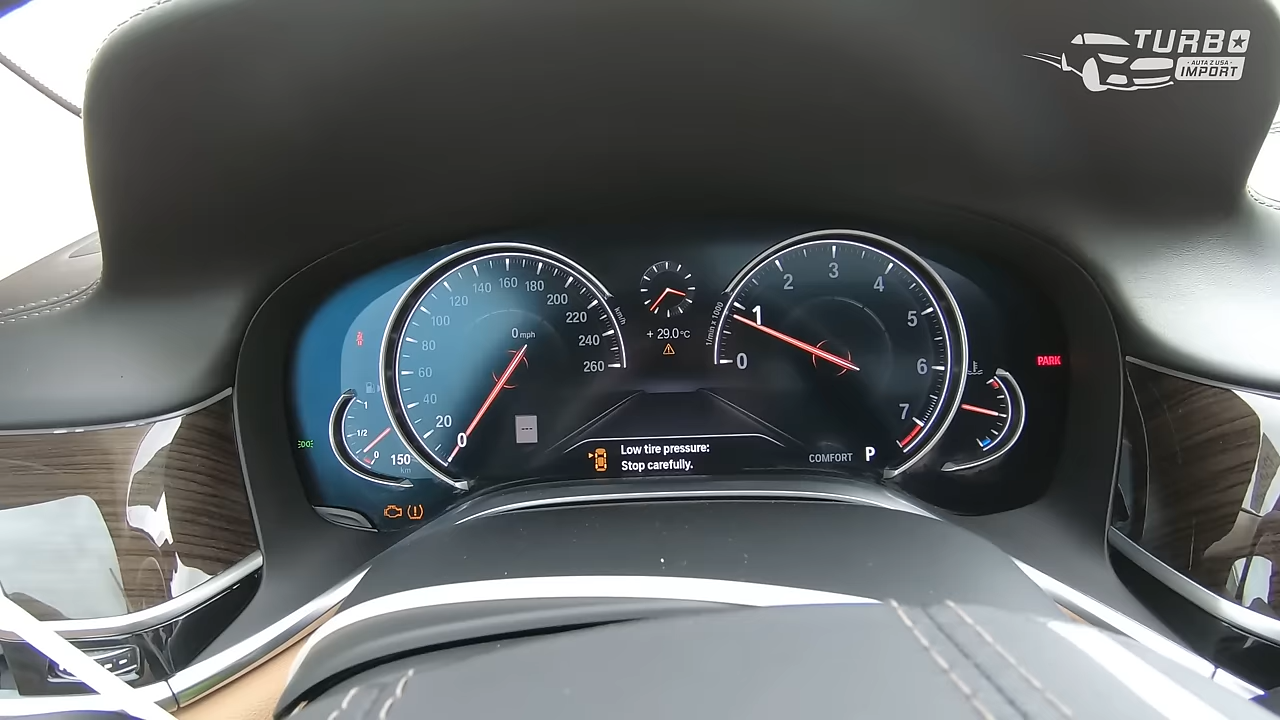 TURBO
· AUTA Z USA ·
IMPORT
0
20
40
60
80
100
120
140
160
180
200
220
240
260
km/h
0 mph
---
1
1/2
0
150
km
+ 29.0 °C
1/min x 1000
0
1
2
3
4
5
6
7
PARK
Low tire pressure:
Stop carefully.
COMFORT P